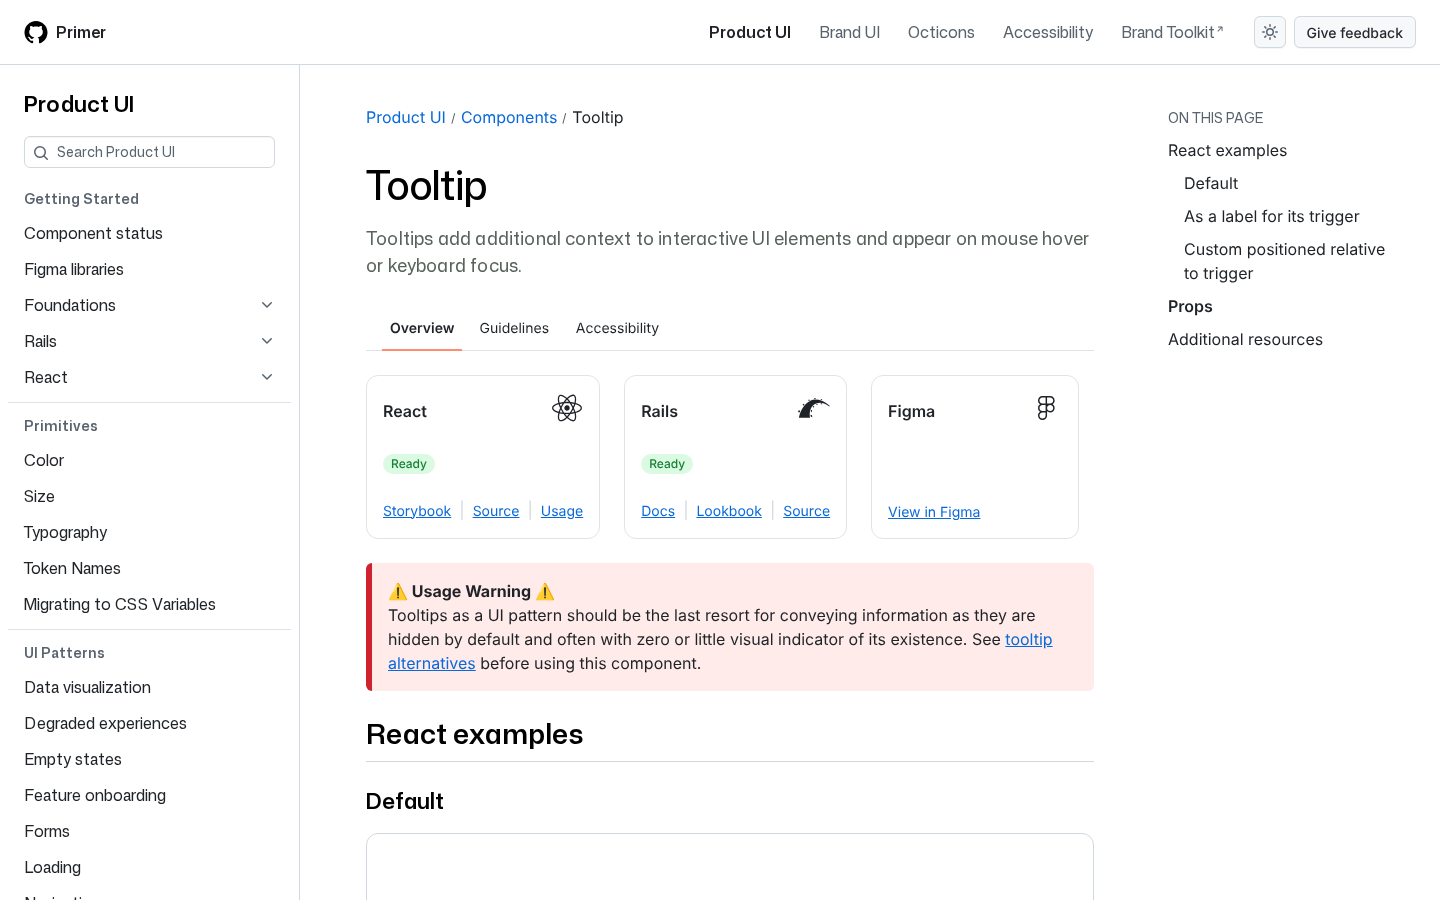 Primer
Product UI
Brand UI
Octicons
Accessibility
Brand Toolkit↗
Give feedback
Product UI
Search Product UI
Getting Started
Component status
Figma libraries
Foundations
Rails
React
Primitives
Color
Size
Typography
Token Names
Migrating to CSS Variables
UI Patterns
Data visualization
Degraded experiences
Empty states
Feature onboarding
Forms
Loading
Product UI / Components / Tooltip
Tooltip
Tooltips add additional context to interactive UI elements and appear on mouse hover
or keyboard focus.
Overview
Guidelines
Accessibility
React
Ready
Storybook | Source | Usage
Rails
Ready
Docs | Lookbook | Source
Figma
View in Figma
⚠️ Usage Warning ⚠️
Tooltips as a UI pattern should be the last resort for conveying information as they are
hidden by default and often with zero or little visual indicator of its existence. See tooltip
alternatives before using this component.
React examples
Default
ON THIS PAGE
React examples
Default
As a label for its trigger
Custom positioned relative
to trigger
Props
Additional resources